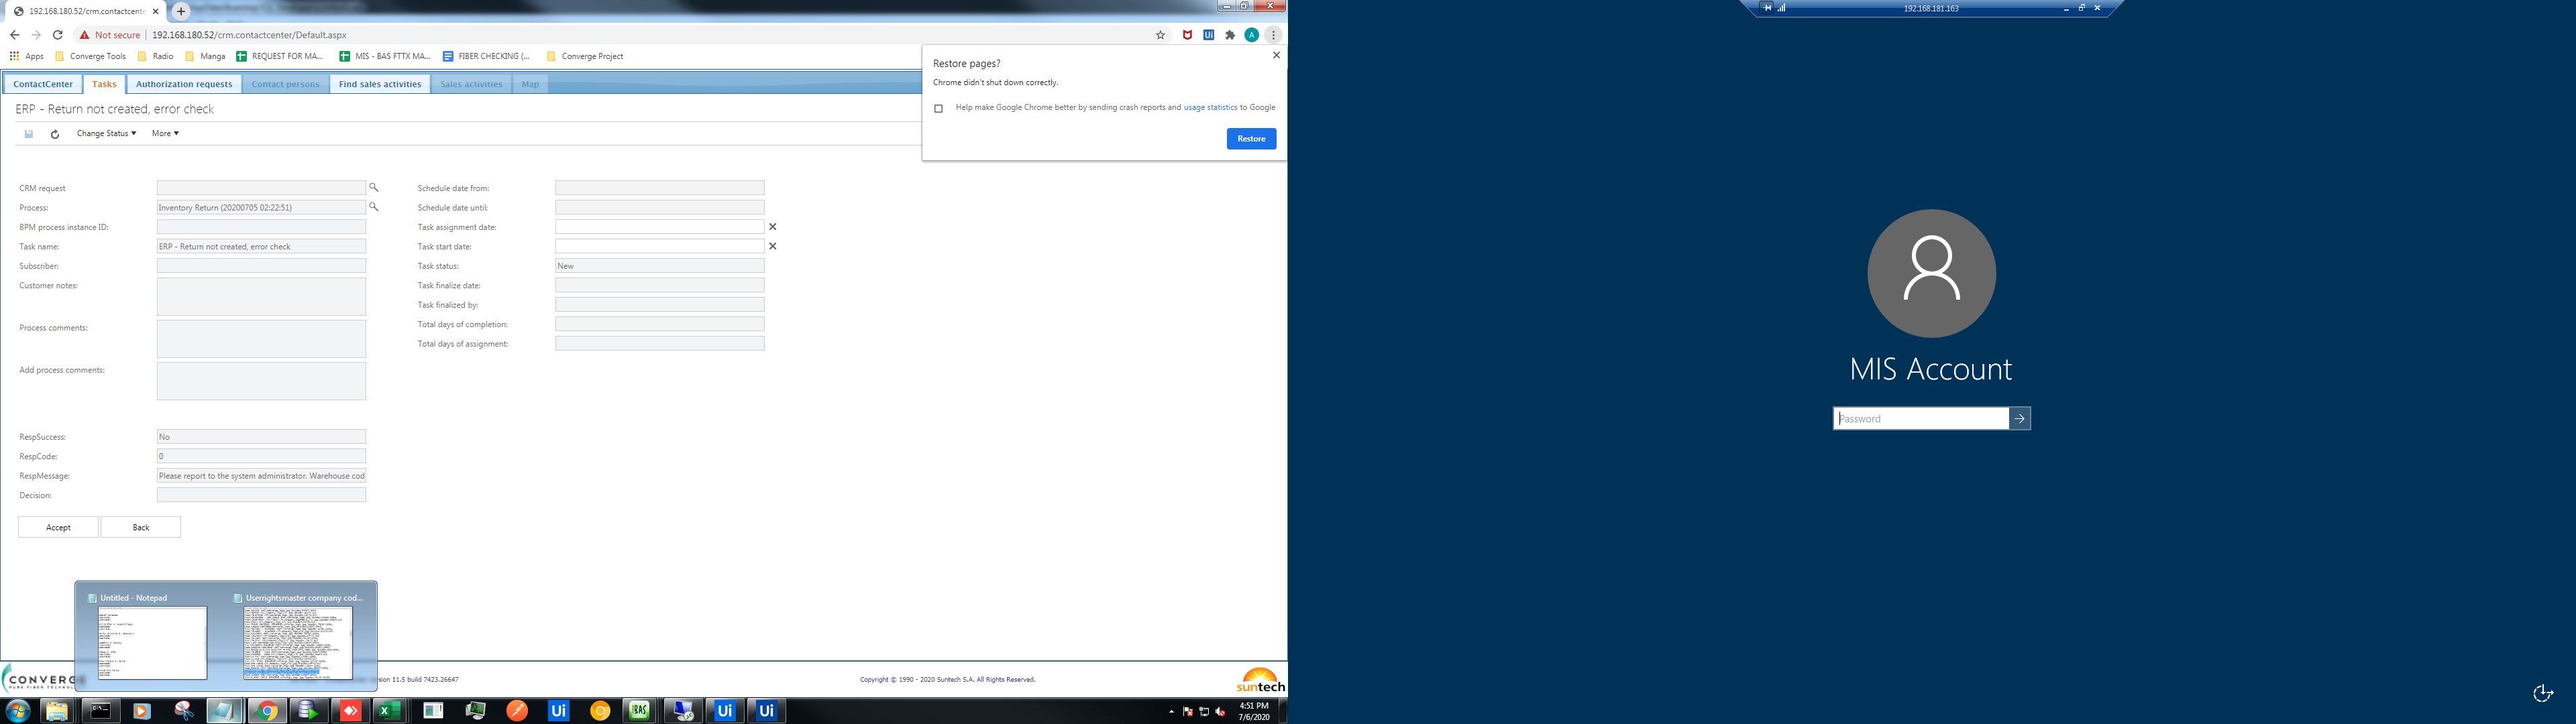 192.168.180.52/crm.contactcente
Not secure
192.168.180.52/crm.contactcenter/Default.aspx
Apps
Converge Tools
Radio
Manga
REQUEST FOR MA...
MIS - BAS FTTX MA...
FIBER CHECKING (...
Converge Project
ContactCenter
Tasks
Authorization requests
Contact persons
Find sales activities
Sales activities
Map
ERP - Return not created, error check
Change Status
More
Restore pages?
Chrome didn't shut down correctly.
Help make Google Chrome better by sending crash reports and usage statistics to Google
Restore
CRM request
Process:
Inventory Return (20200705 02:22:51)
BPM process instance ID:
Task name:
ERP - Return not created, error check
Subscriber:
Customer notes:
Process comments:
Add process comments:
RespSuccess:
No
RespCode:
0
RespMessage:
Please report to the system administrator. Warehouse cod
Decision:
Accept
Back
Schedule date from:
Schedule date until:
Task assignment date:
Task start date:
Task status:
New
Task finalize date:
Task finalized by:
Total days of completion:
Total days of assignment:
Untitled - Notepad
Userrightsmaster company cod...
CONVERGE
PURE FIBER TECHNOL
sion 11.5 build 7423.26647
Copyright © 1990 - 2020 Suntech S.A. All Rights Reserved.
suntech
4:51 PM
7/6/2020
192.168.181.163
MIS Account
Password